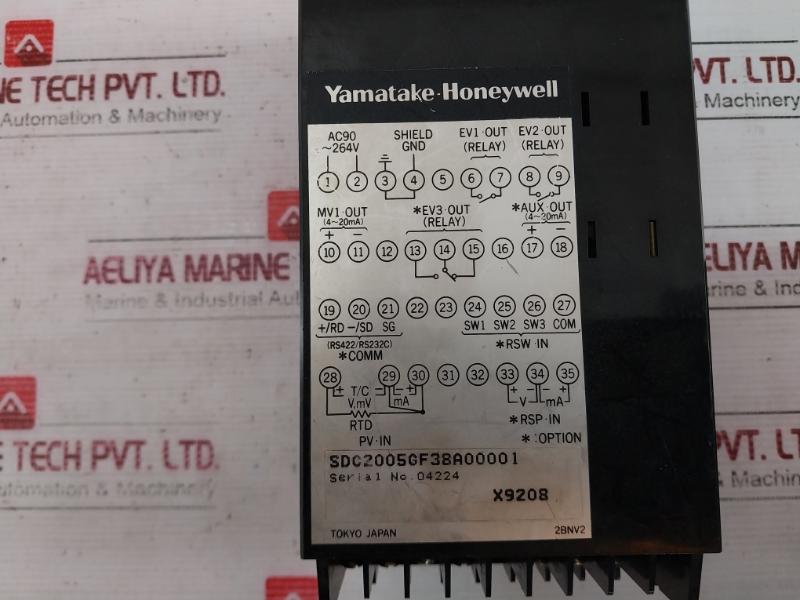 Yamatake-Honeywell
AC90 ~264V
SHIELD GND
EV1·OUT (RELAY)
EV2·OUT (RELAY)
1 2 3 4 5 6 7 8 9
MV1·OUT (4~20mA)
*EV3·OUT (RELAY)
*AUX·OUT (4~20mA)
+ − + −
10 11 12 13 14 15 16 17 18
19 20 21 22 23 24 25 26 27
+/RD −/SD SG SW1 SW2 SW3 COM
(RS422/RS232C)
*COMM
*RSW·IN
28 29 30 31 32 33 34 35
+ T/C − − + + − − +
V,mV mA V mA
RTD
*RSP·IN
PV·IN
*:OPTION
SDC2005GF38A00001
Serial No.04224
X9208
TOKYO JAPAN
2BNV2
NE TECH PVT. LTD.
Automation & Machinery
PVT. LTD.
& Machinery
AELIYA MARINE
Marine & Industrial Aut
YA MARINE
Industrial Aut
NE TECH PVT. LTD.
Automation & Machinery
PVT. LTD.
& Machinery